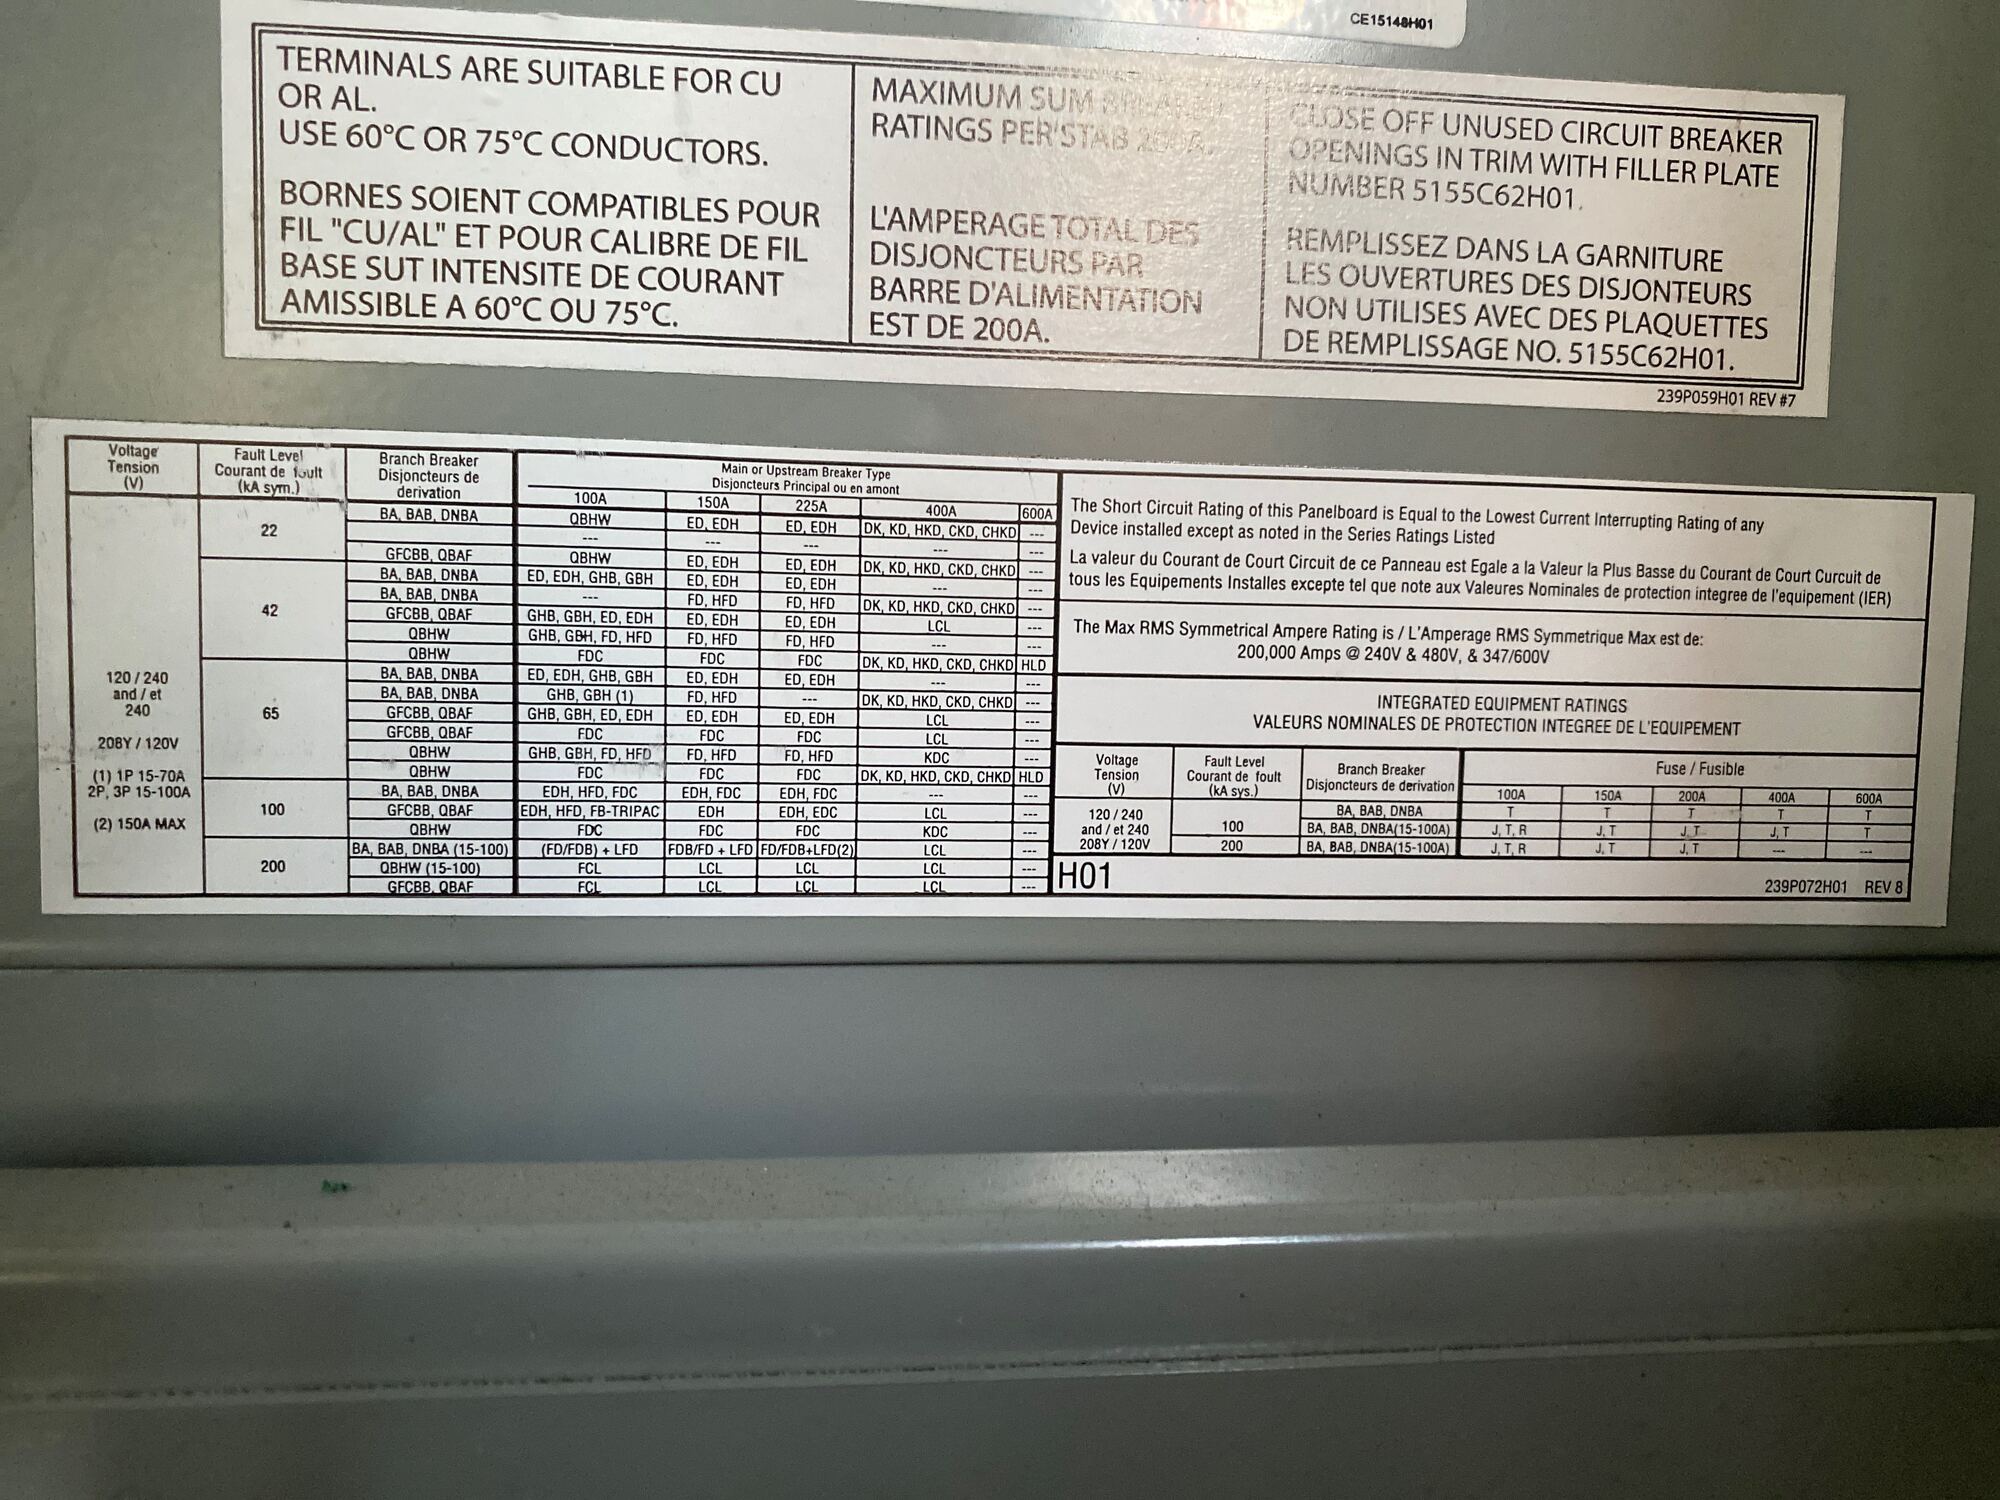 CE15148H01
TERMINALS ARE SUITABLE FOR CU
OR AL.
USE 60°C OR 75°C CONDUCTORS.
BORNES SOIENT COMPATIBLES POUR
FIL "CU/AL" ET POUR CALIBRE DE FIL
BASE SUT INTENSITE DE COURANT
AMISSIBLE A 60°C OU 75°C.
MAXIMUM SUM BREAKER
RATINGS PER STAB 200A.
L'AMPERAGE TOTAL DES
DISJONCTEURS PAR
BARRE D'ALIMENTATION
EST DE 200A.
CLOSE OFF UNUSED CIRCUIT BREAKER
OPENINGS IN TRIM WITH FILLER PLATE
NUMBER 5155C62H01.
REMPLISSEZ DANS LA GARNITURE
LES OUVERTURES DES DISJONTEURS
NON UTILISES AVEC DES PLAQUETTES
DE REMPLISSAGE NO. 5155C62H01.
239P059H01 REV #7
Voltage
Tension
(V)
Fault Level
Courant de foult
(kA sym.)
Branch Breaker
Disjoncteurs de
derivation
Main or Upstream Breaker Type
Disjoncteurs Principal ou en amont
100A 150A 225A 400A 600A
120 / 240
and / et
240
208Y / 120V
(1) 1P 15-70A
2P, 3P 15-100A
(2) 150A MAX
22
BA, BAB, DNBA QBHW ED, EDH ED, EDH DK, KD, HKD, CKD, CHKD ---
--- --- --- --- ---
GFCBB, QBAF QBHW ED, EDH ED, EDH DK, KD, HKD, CKD, CHKD ---
42
BA, BAB, DNBA ED, EDH, GHB, GBH ED, EDH ED, EDH --- ---
BA, BAB, DNBA --- FD, HFD FD, HFD DK, KD, HKD, CKD, CHKD ---
GFCBB, QBAF GHB, GBH, ED, EDH ED, EDH ED, EDH LCL ---
QBHW GHB, GBH, FD, HFD FD, HFD FD, HFD --- ---
QBHW FDC FDC FDC DK, KD, HKD, CKD, CHKD HLD
65
BA, BAB, DNBA ED, EDH, GHB, GBH ED, EDH ED, EDH --- ---
BA, BAB, DNBA GHB, GBH (1) FD, HFD --- DK, KD, HKD, CKD, CHKD ---
GFCBB, QBAF GHB, GBH, ED, EDH ED, EDH ED, EDH LCL ---
GFCBB, QBAF FDC FDC FDC LCL ---
QBHW GHB, GBH, FD, HFD FD, HFD FD, HFD KDC ---
QBHW FDC FDC FDC DK, KD, HKD, CKD, CHKD HLD
100
BA, BAB, DNBA EDH, HFD, FDC EDH, FDC EDH, FDC --- ---
GFCBB, QBAF EDH, HFD, FB-TRIPAC EDH EDH, EDC LCL ---
QBHW FDC FDC FDC KDC ---
200
BA, BAB, DNBA (15-100) (FD/FDB) + LFD FDB/FD + LFD FD/FDB+LFD(2) LCL ---
QBHW (15-100) FCL LCL LCL LCL ---
GFCBB, QBAF FCL LCL LCL LCL ---
The Short Circuit Rating of this Panelboard is Equal to the Lowest Current Interrupting Rating of any
Device installed except as noted in the Series Ratings Listed
La valeur du Courant de Court Circuit de ce Panneau est Egale a la Valeur la Plus Basse du Courant de Court Curcuit de
tous les Equipements Installes excepte tel que note aux Valeures Nominales de protection integree de l'equipement (IER)
The Max RMS Symmetrical Ampere Rating is / L'Amperage RMS Symmetrique Max est de:
200,000 Amps @ 240V & 480V, & 347/600V
INTEGRATED EQUIPMENT RATINGS
VALEURS NOMINALES DE PROTECTION INTEGREE DE L'EQUIPEMENT
Voltage
Tension
(V)
Fault Level
Courant de foult
(kA sys.)
Branch Breaker
Disjoncteurs de derivation
Fuse / Fusible
100A 150A 200A 400A 600A
120 / 240
and / et 240
208Y / 120V
BA, BAB, DNBA T T T T T
100 BA, BAB, DNBA(15-100A) J, T, R J, T J, T J, T T
200 BA, BAB, DNBA(15-100A) J, T, R J, T J, T --- ---
H01
239P072H01 REV 8